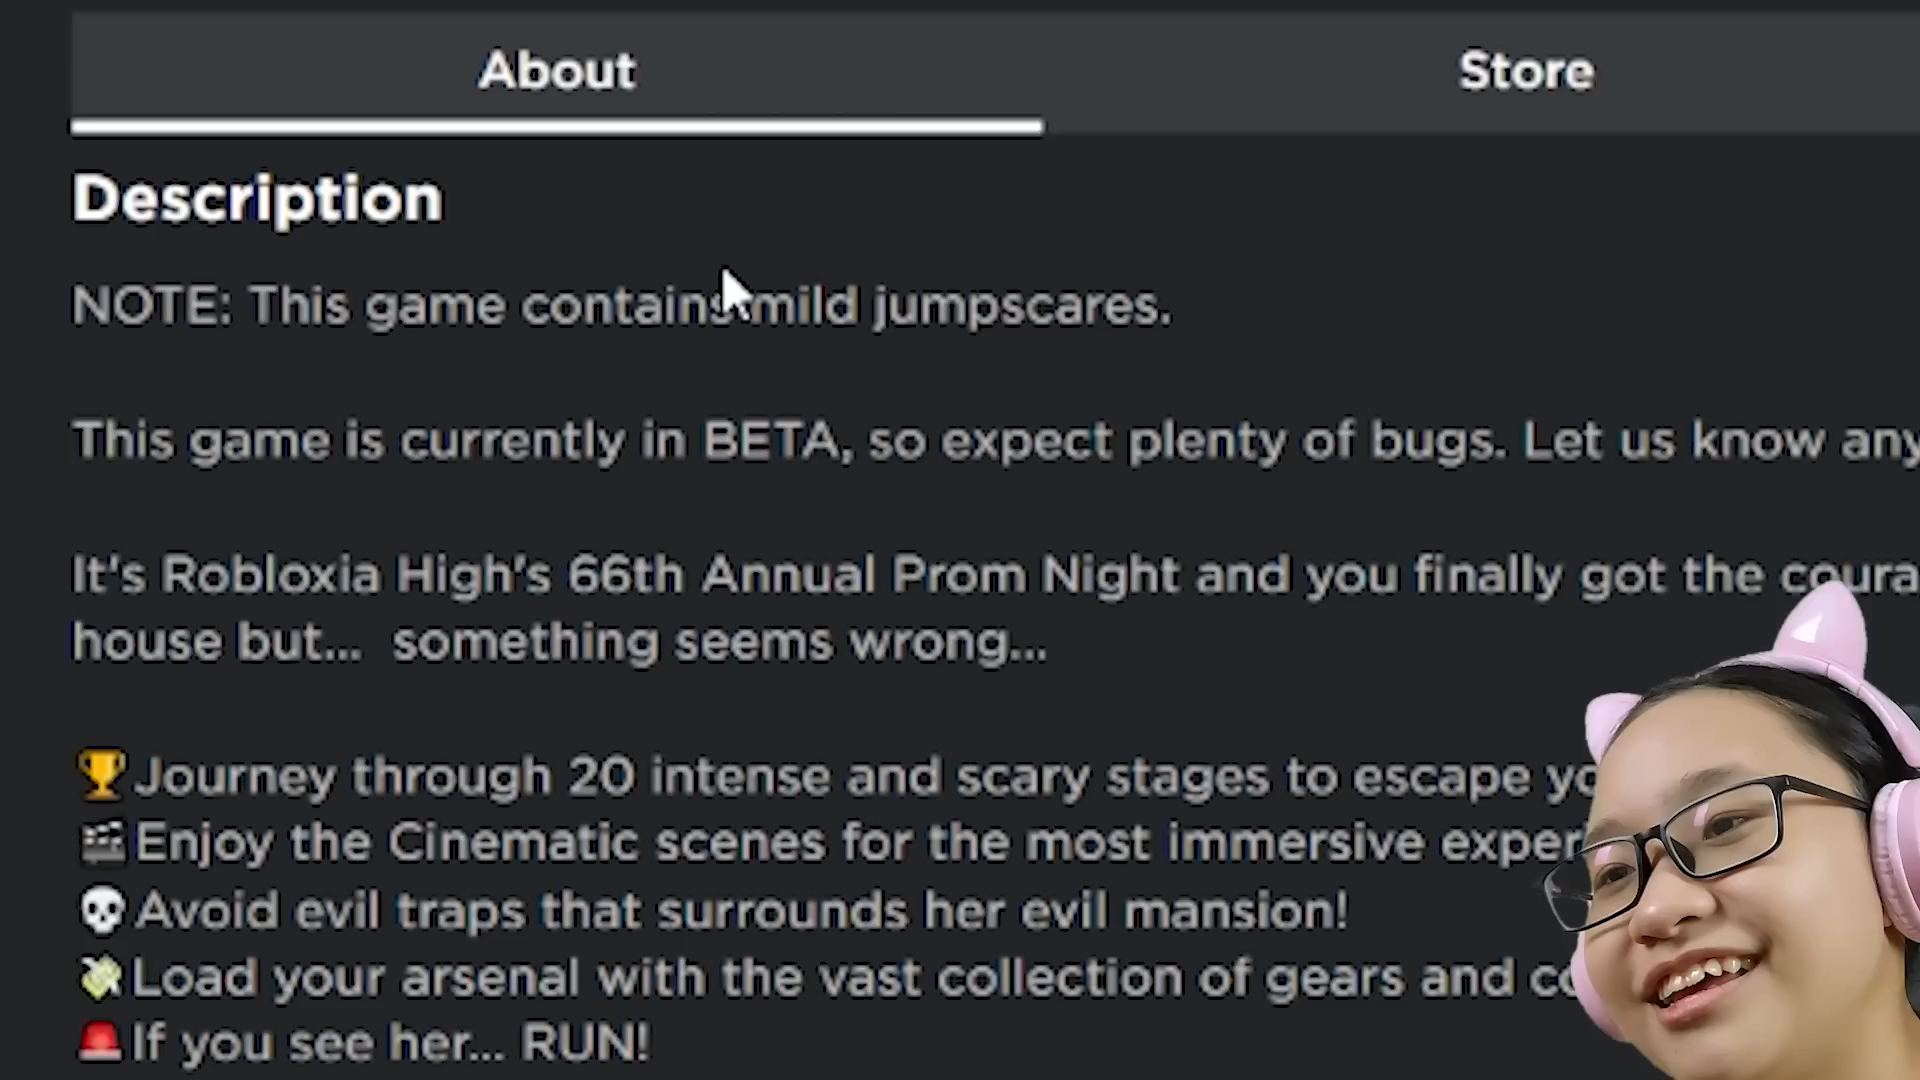 About
Store
Description
NOTE: This game contains mild jumpscares.
This game is currently in BETA, so expect plenty of bugs. Let us know any
It's Robloxia High's 66th Annual Prom Night and you finally got the
house but... something seems wrong...
🏆Journey through 20 intense and scary stages to escape
🎬Enjoy the Cinematic scenes for the most immersive
💀Avoid evil traps that surrounds her evil mansion!
💸Load your arsenal with the vast collection of gears and
🚨If you see her... RUN!